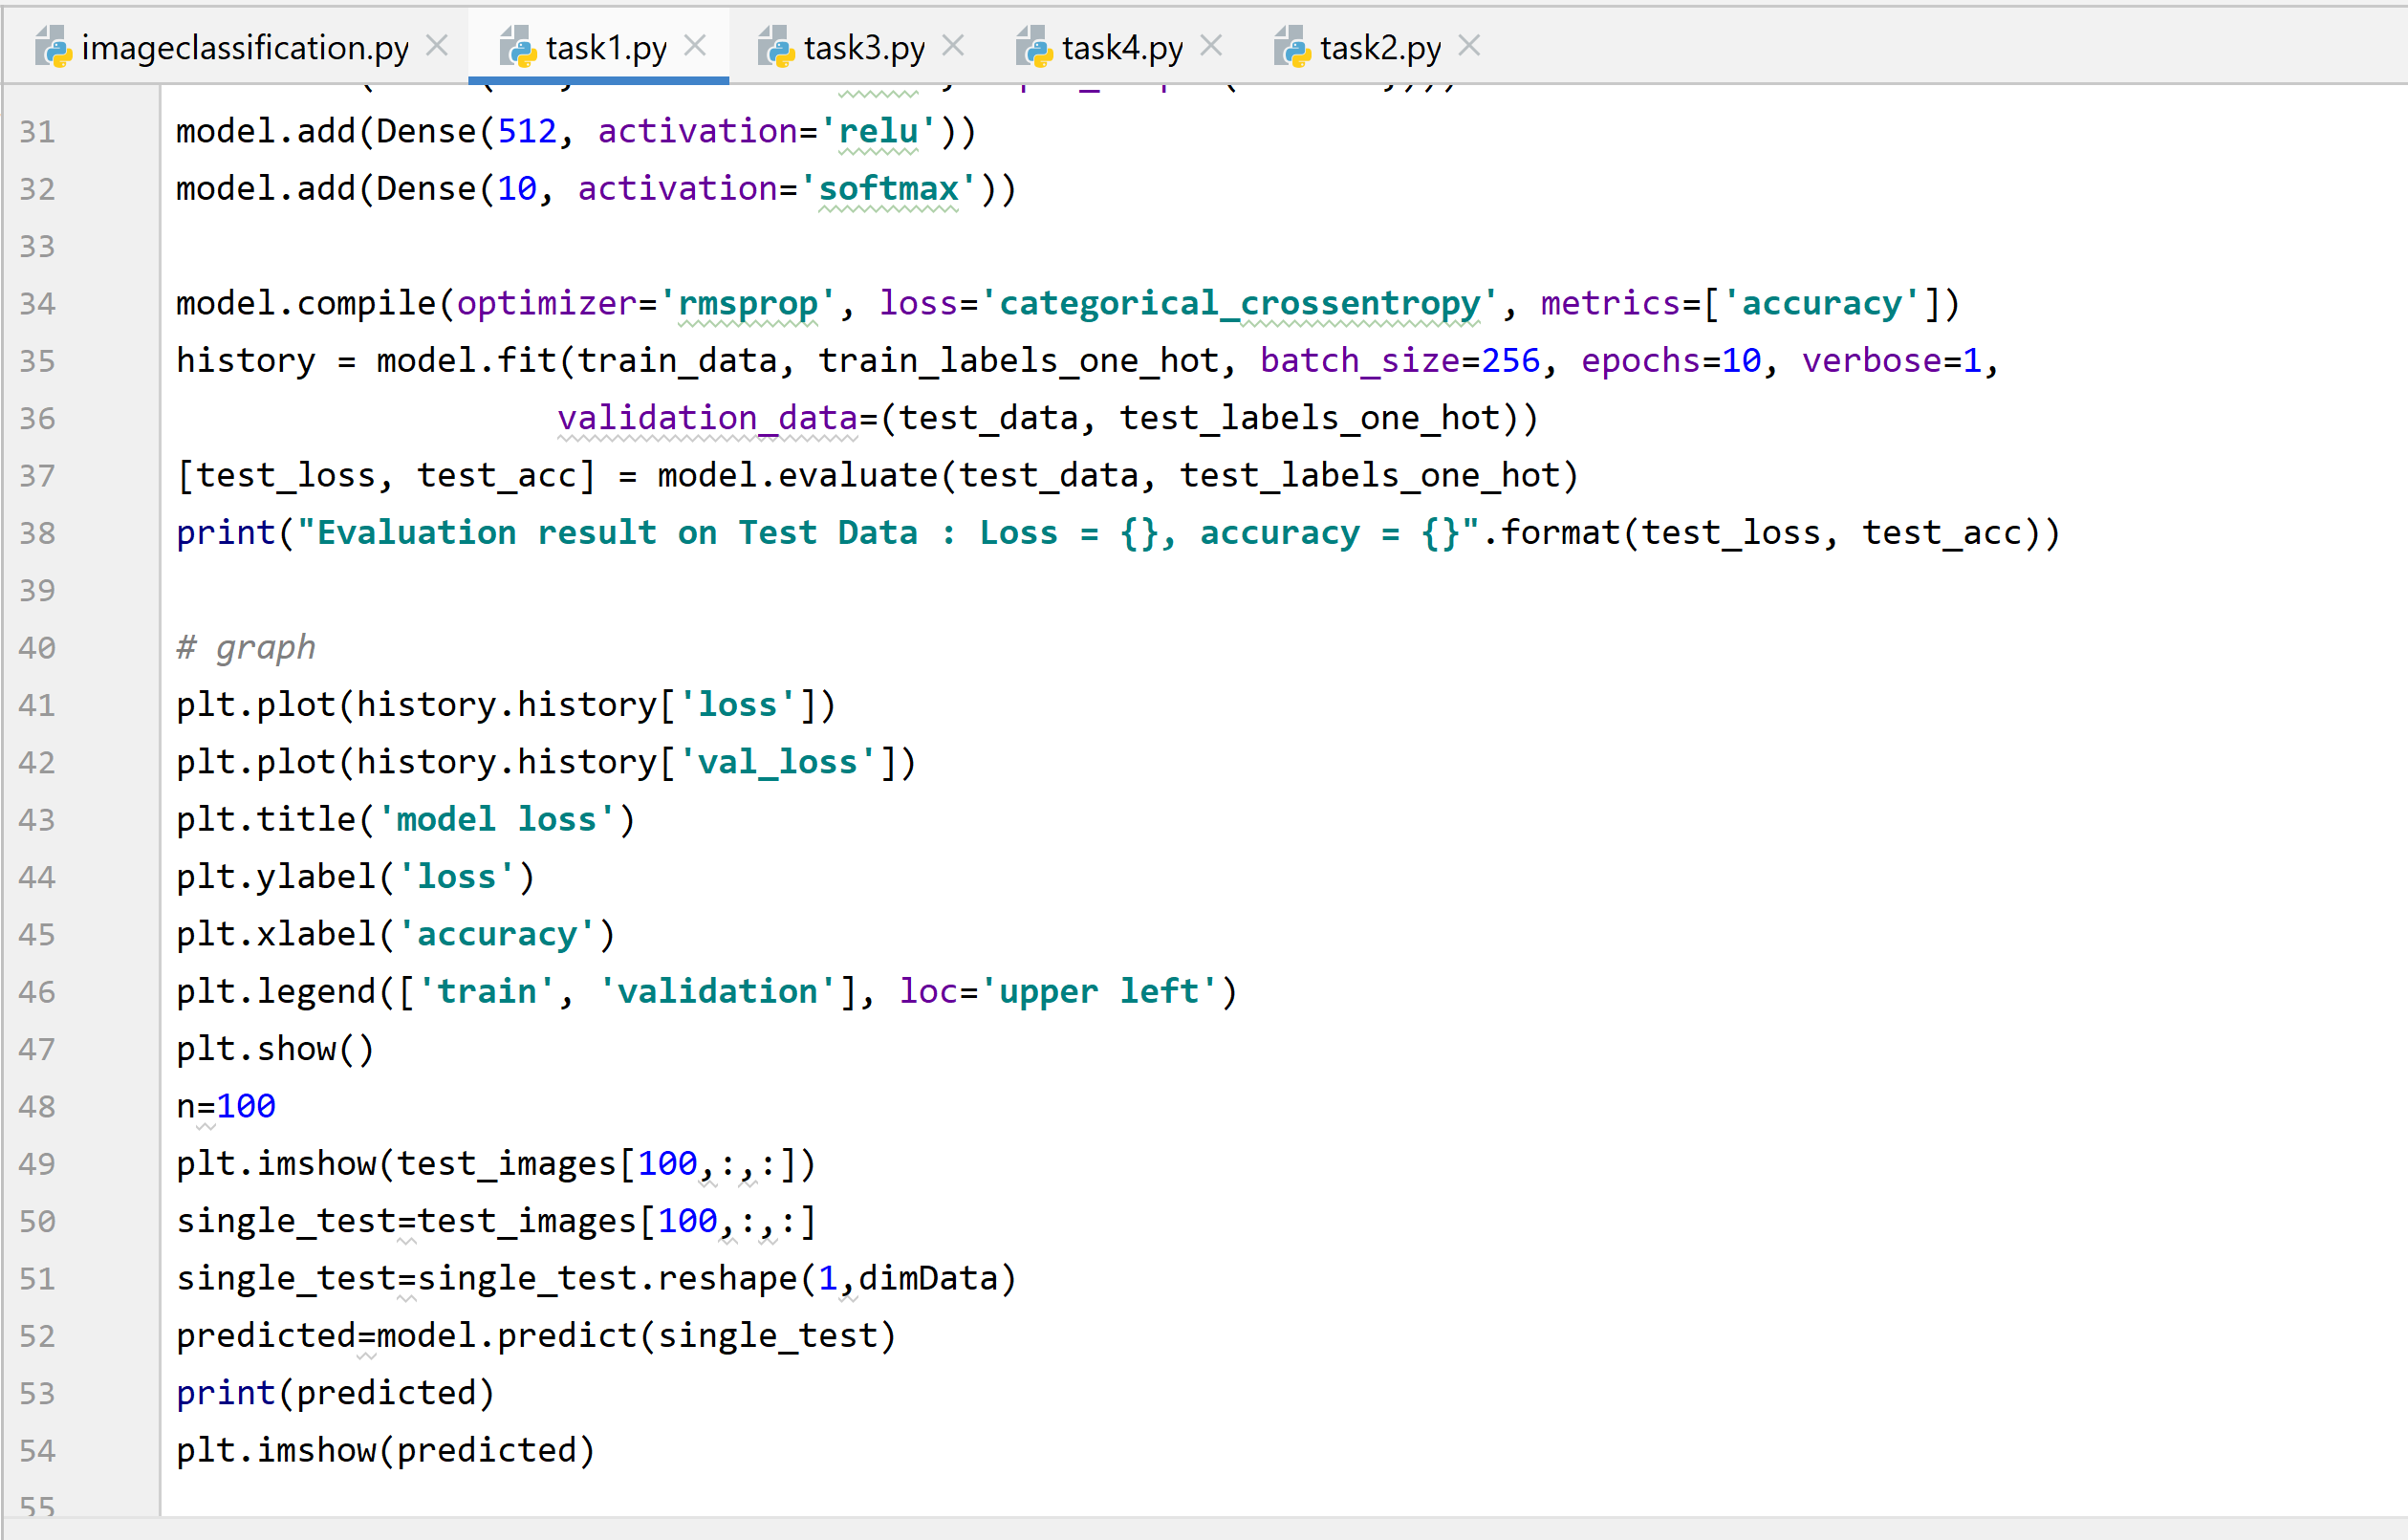 imageclassification.py task1.py task3.py task4.py task2.py
31 model.add(Dense(512, activation='relu'))
32 model.add(Dense(10, activation='softmax'))
33
34 model.compile(optimizer='rmsprop', loss='categorical_crossentropy', metrics=['accuracy'])
35 history = model.fit(train_data, train_labels_one_hot, batch_size=256, epochs=10, verbose=1,
36 validation_data=(test_data, test_labels_one_hot))
37 [test_loss, test_acc] = model.evaluate(test_data, test_labels_one_hot)
38 print("Evaluation result on Test Data : Loss = {}, accuracy = {}".format(test_loss, test_acc))
39
40 # graph
41 plt.plot(history.history['loss'])
42 plt.plot(history.history['val_loss'])
43 plt.title('model loss')
44 plt.ylabel('loss')
45 plt.xlabel('accuracy')
46 plt.legend(['train', 'validation'], loc='upper left')
47 plt.show()
48 n=100
49 plt.imshow(test_images[100,:,:])
50 single_test=test_images[100,:,:]
51 single_test=single_test.reshape(1,dimData)
52 predicted=model.predict(single_test)
53 print(predicted)
54 plt.imshow(predicted)
55